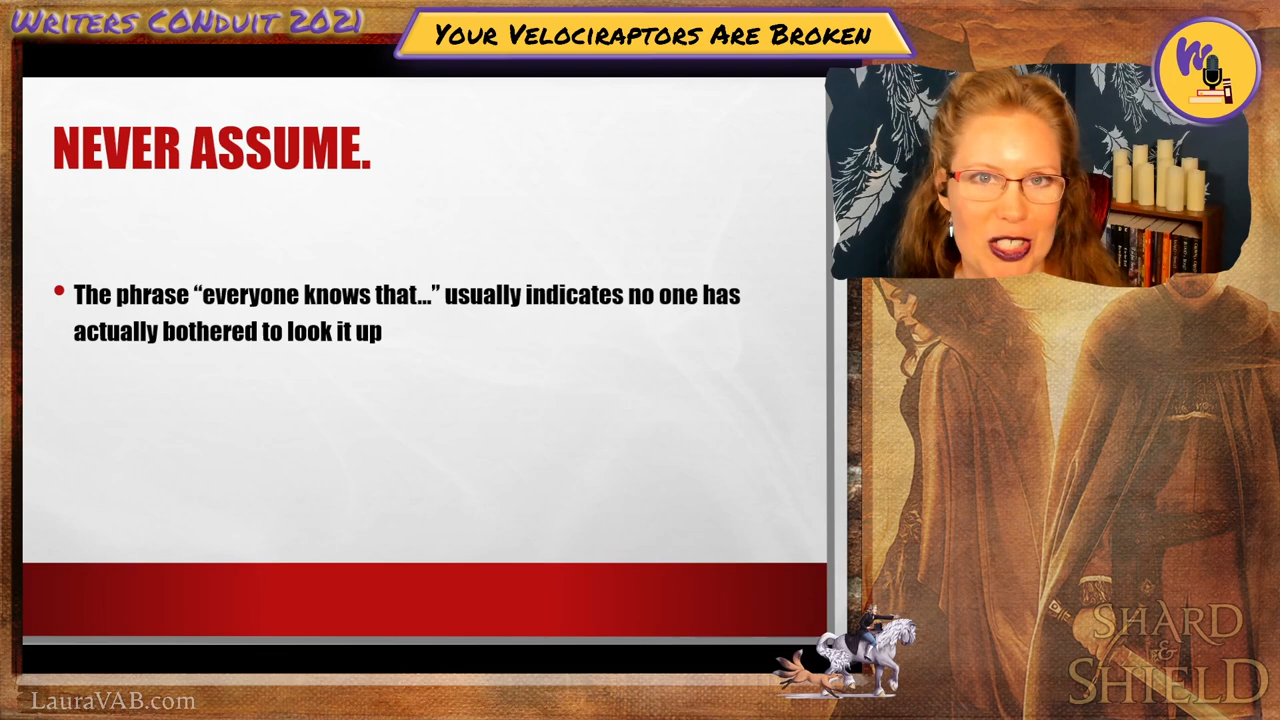 Writers CONduit 2021
Your Velociraptors Are Broken
W
NEVER ASSUME.
• The phrase “everyone knows that...” usually indicates no one has
actually bothered to look it up
SHARD
&
SHIELD
LauraVAB.com